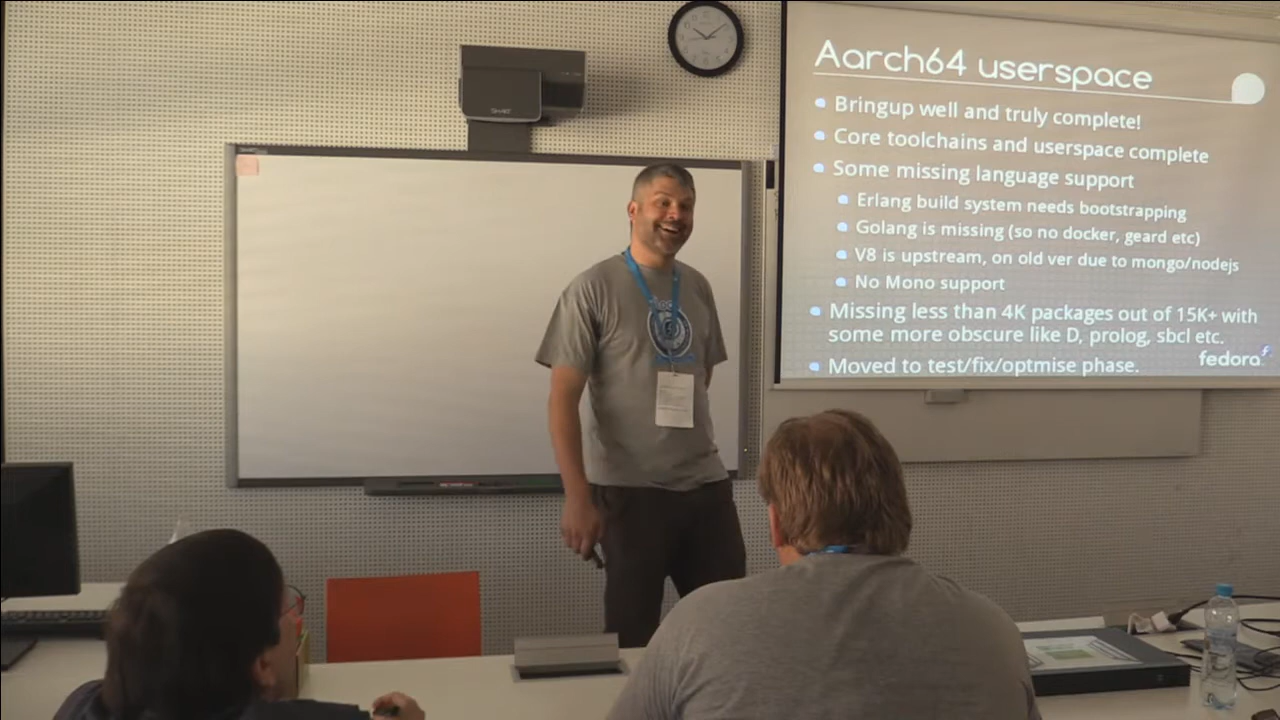 Aarch64 userspace
Bringup well and truly complete!
Core toolchains and userspace complete
Some missing language support
Erlang build system needs bootstrapping
Golang is missing (so no docker, geard etc)
V8 is upstream, on old ver due to mongo/nodejs
No Mono support
Missing less than 4K packages out of 15K+ with
some more obscure like D, prolog, sbcl etc.
Moved to test/fix/optmise phase.
fedora
SMART